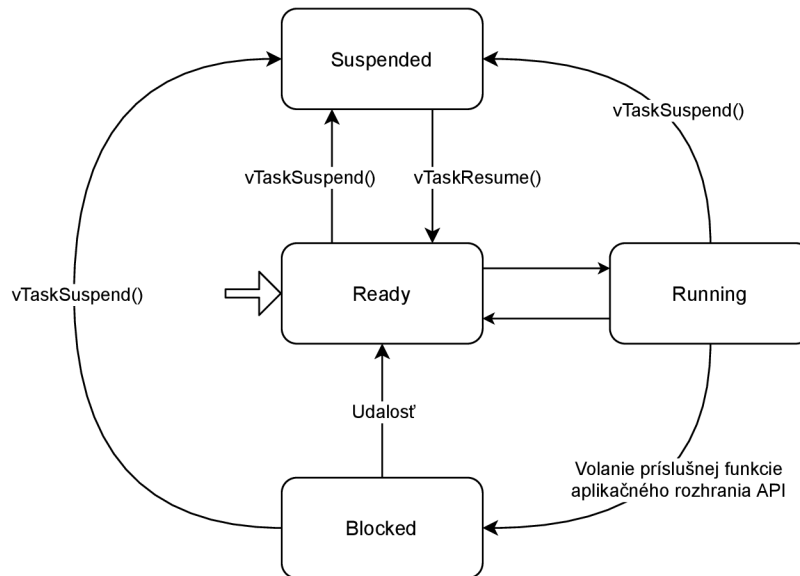 Suspended
vTaskSuspend()
vTaskSuspend()
vTaskResume()
vTaskSuspend()
Ready
Running
Udalosť
Volanie príslušnej funkcie
aplikačného rozhrania API
Blocked